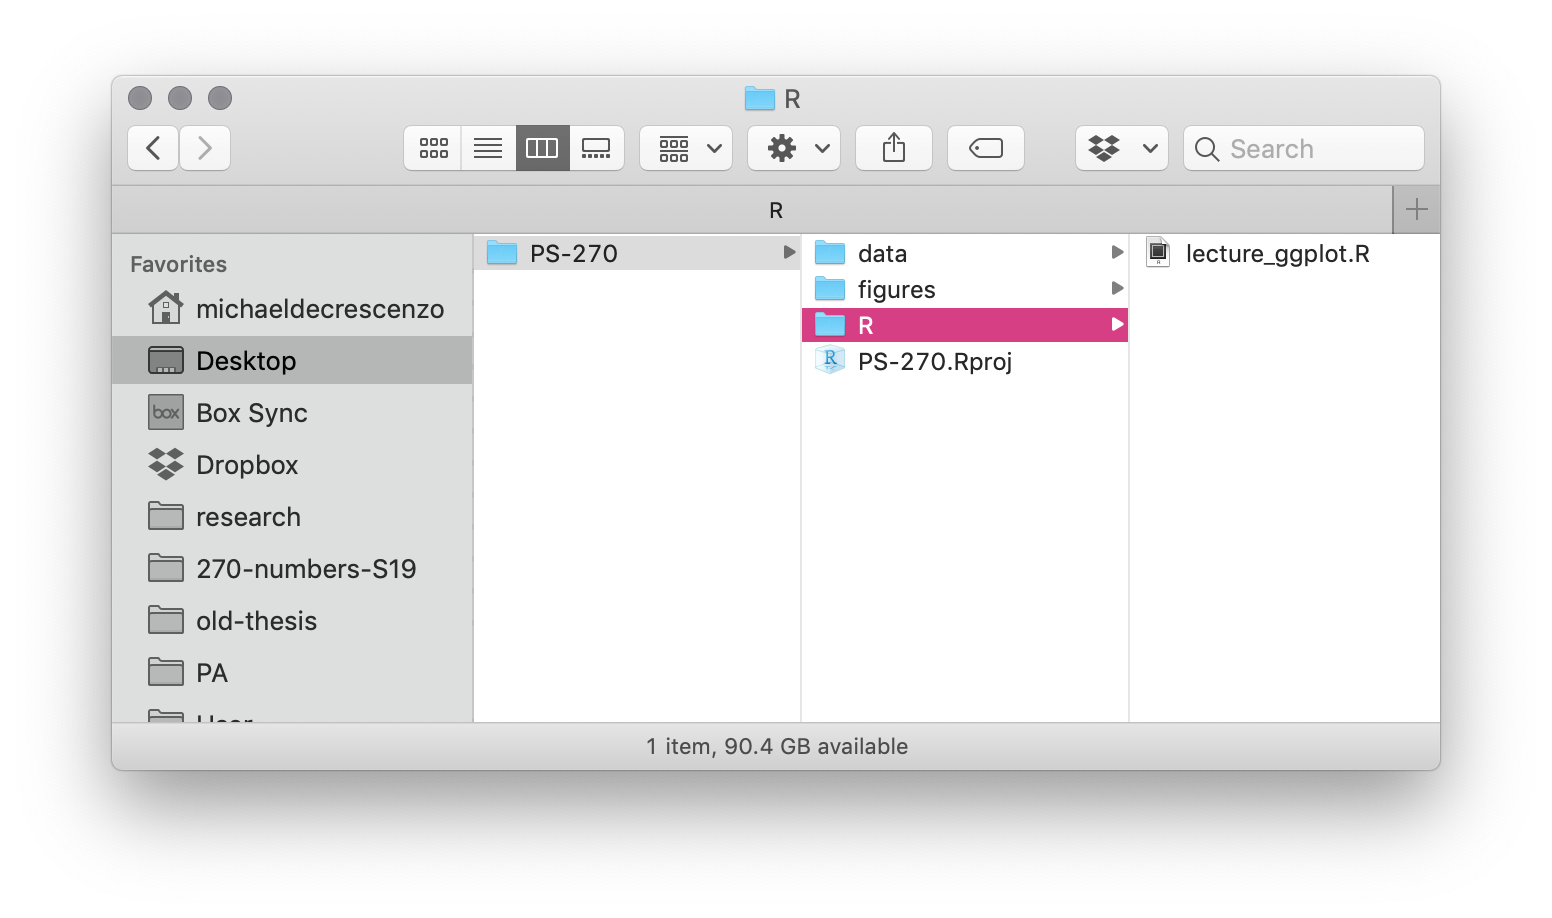 R
Search
R
Favorites
michaeldecrescenzo
Desktop
box
Box Sync
Dropbox
research
270-numbers-S19
old-thesis
PA
PS-270
data
figures
R
R
PS-270.Rproj
lecture_ggplot.R
1 item, 90.4 GB available